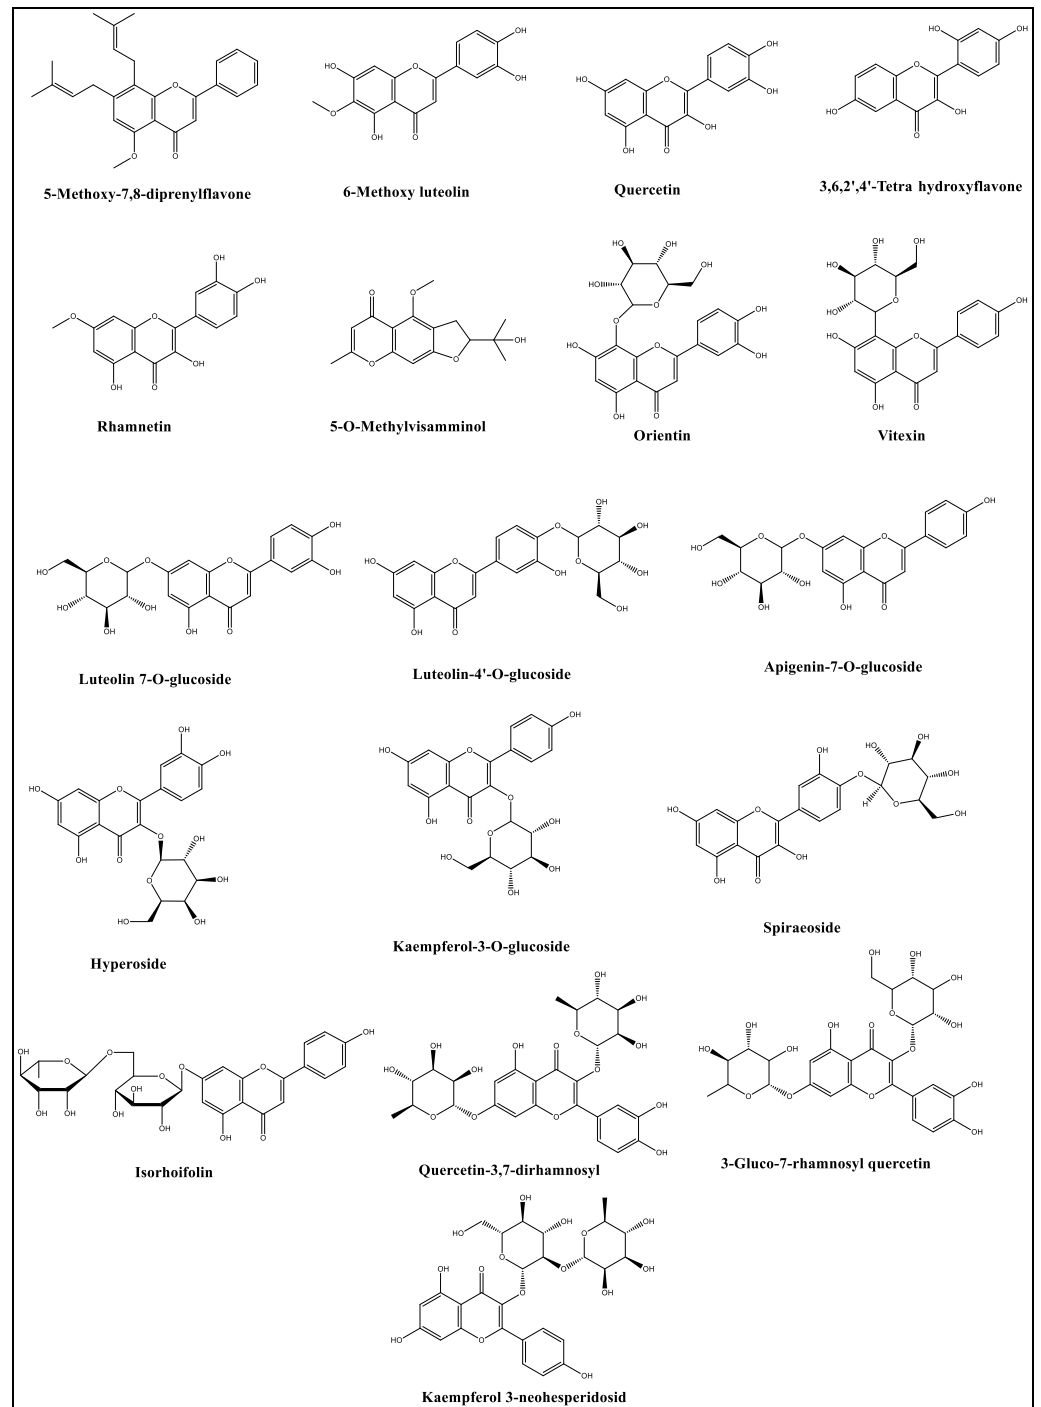 5-Methoxy-7,8-diprenylflavone
6-Methoxy luteolin
Quercetin
3,6,2',4'-Tetra hydroxyflavone
Rhamnetin
5-O-Methylvisamminol
Orientin
Vitexin
Luteolin 7-O-glucoside
Luteolin-4'-O-glucoside
Apigenin-7-O-glucoside
Hyperoside
Kaempferol-3-O-glucoside
Spiraeoside
Isorhoifolin
Quercetin-3,7-dirhamnosyl
3-Gluco-7-rhamnosyl quercetin
Kaempferol 3-neohesperidosid